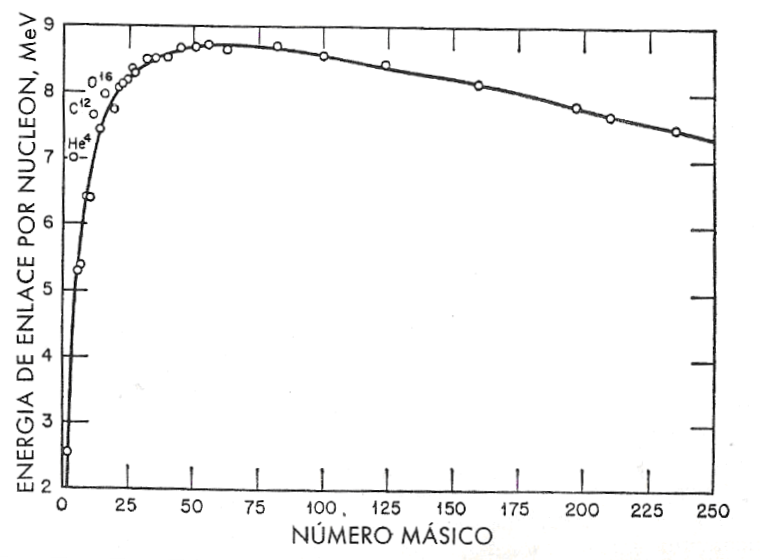 ENERGIA DE ENLACE POR NUCLEON, MeV
9
8
7
6
5
4
3
2
O¹⁶
C¹²
He⁴
0 25 50 75 100 125 150 175 200 225 250
NÚMERO MÁSICO